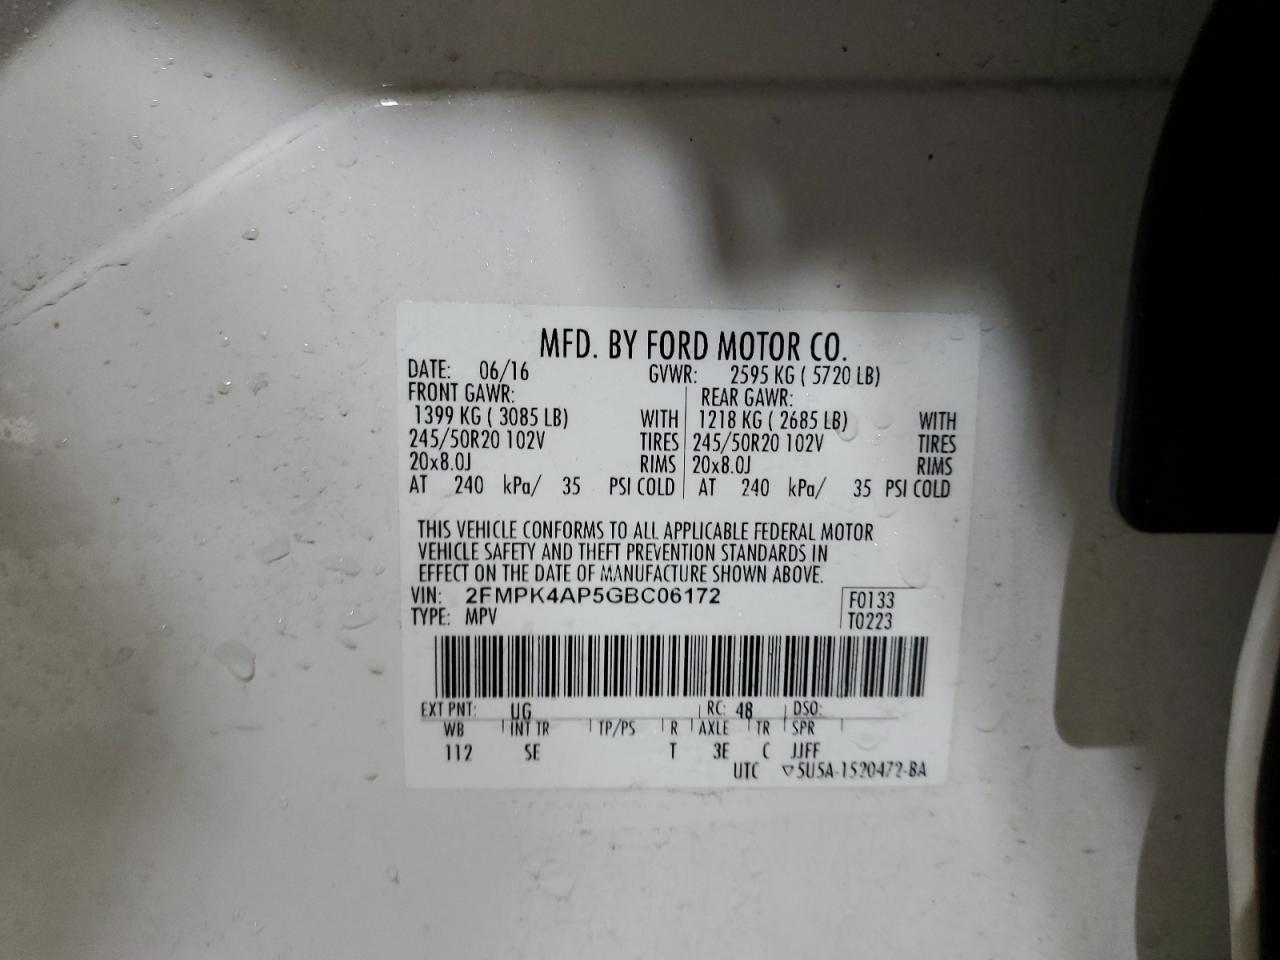 MFD. BY FORD MOTOR CO.
DATE: 06/16 GVWR: 2595 KG ( 5720 LB)
FRONT GAWR: REAR GAWR:
1399 KG ( 3085 LB) WITH 1218 KG ( 2685 LB) WITH
245/50R20 102V TIRES 245/50R20 102V TIRES
20x8.0J RIMS 20x8.0J RIMS
AT 240 kPa/ 35 PSI COLD AT 240 kPa/ 35 PSI COLD
THIS VEHICLE CONFORMS TO ALL APPLICABLE FEDERAL MOTOR
VEHICLE SAFETY AND THEFT PREVENTION STANDARDS IN
EFFECT ON THE DATE OF MANUFACTURE SHOWN ABOVE.
VIN: 2FMPK4AP5GBC06172 F0133
TYPE: MPV T0223
EXT PNT: UG RC: 48 DSO:
WB INT TR TP/PS R AXLE TR SPR
112 SE T 3E C JJFF
UTC ▽5U5A-1520472-BA